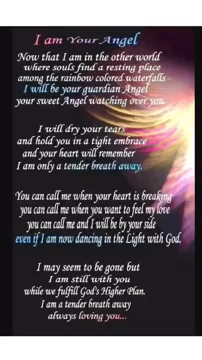 I am Your Angel
Now that I am in the other world
where souls find a resting place
among the rainbow colored waterfalls -
I will be your guardian Angel
your sweet Angel watching over you.
I will dry your tears
and hold you in a tight embrace
and your heart will remember
I am only a tender breath away.
You can call me when your heart is breaking
you can call me when you want to feel my love
you can call me and I will be by your side
even if I am now dancing in the Light with God.
I may seem to be gone but
I am still with you
while we fulfill God's Higher Plan.
I am a tender breath away
always loving you...